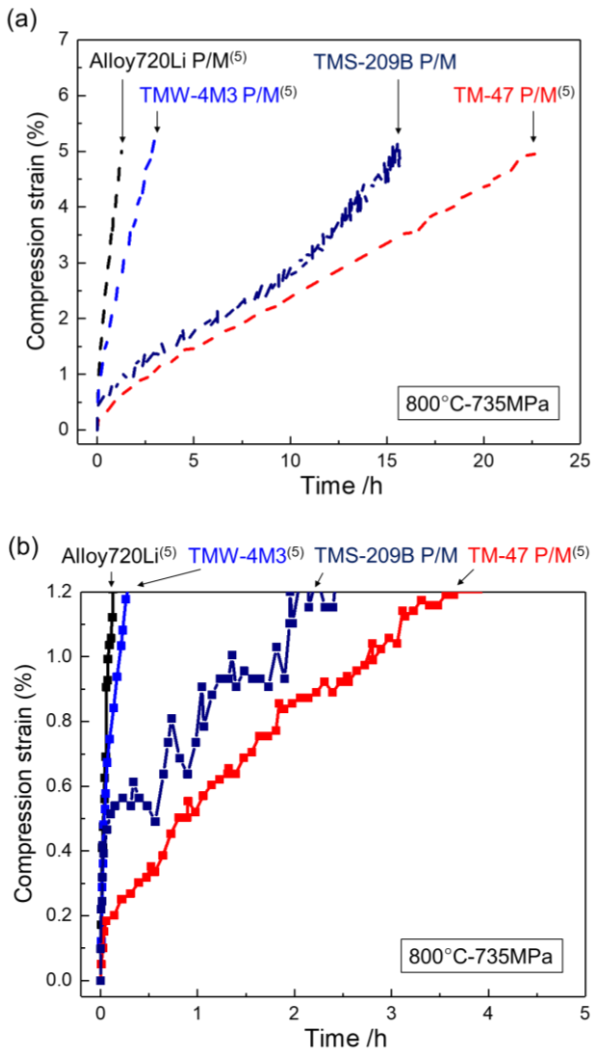 (a)
Alloy720Li P/M(5)
TMS-209B P/M
TMW-4M3 P/M(5)
TM-47 P/M(5)
7
6
5
4
3
2
1
0
Compression strain (%)
800°C-735MPa
0 5 10 15 20 25
Time /h
(b)
Alloy720Li(5) TMW-4M3(5) TMS-209B P/M TM-47 P/M(5)
1.2
1.0
0.8
0.6
0.4
0.2
0.0
Compression strain (%)
800°C-735MPa
0 1 2 3 4 5
Time /h